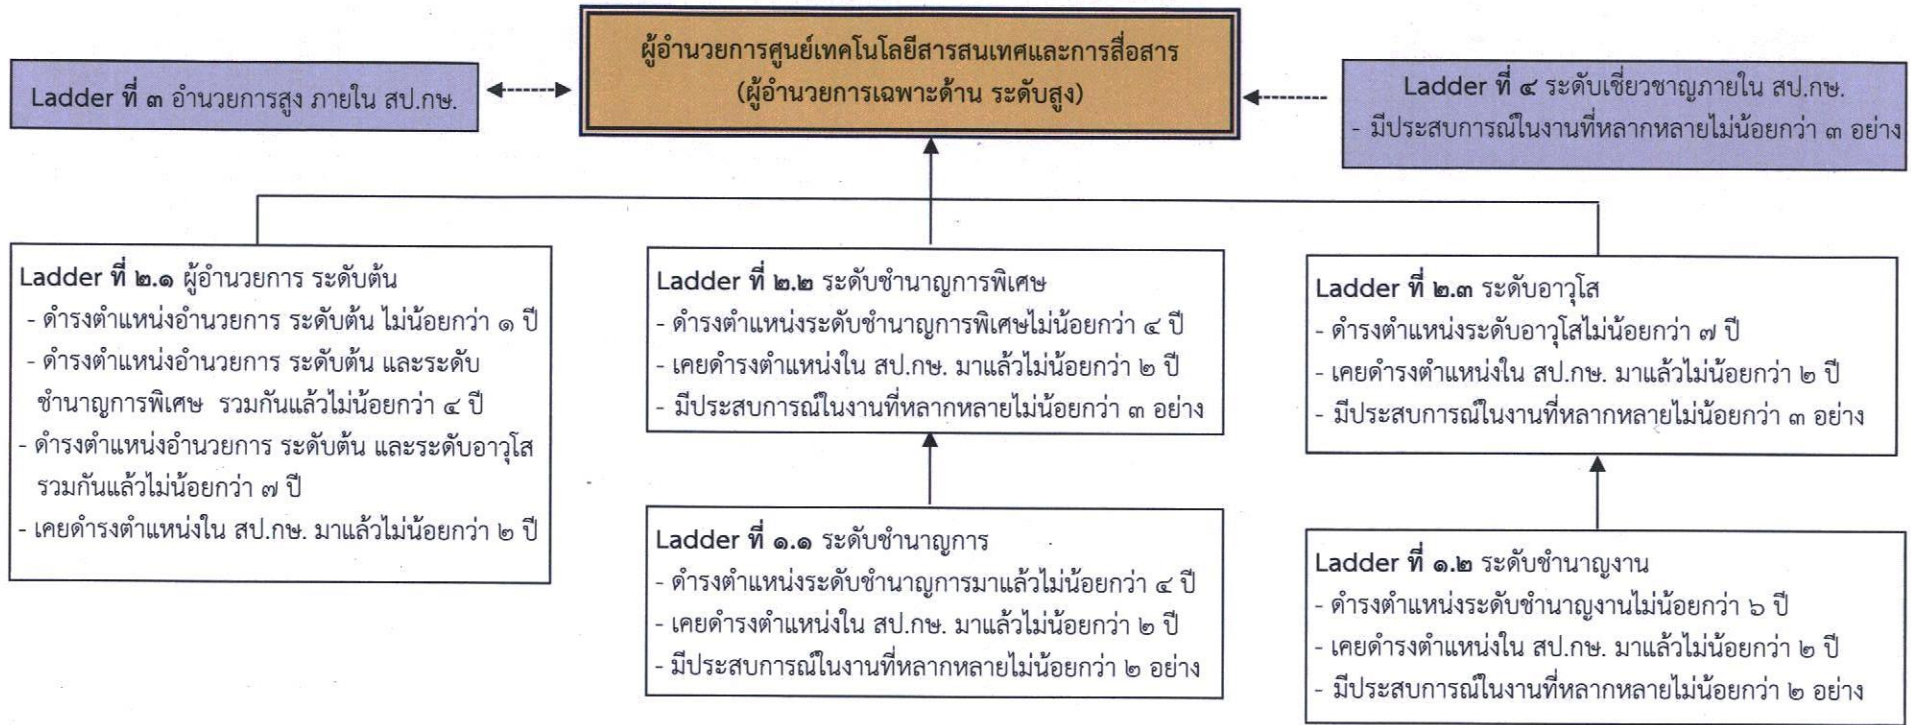 ผู้อำนวยการศูนย์เทคโนโลยีสารสนเทศและการสื่อสาร
(ผู้อำนวยการเฉพาะด้าน ระดับสูง)
Ladder ที่ ๓ อำนวยการสูง ภายใน สป.กษ.
Ladder ที่ ๔ ระดับเชี่ยวชาญภายใน สป.กษ.
- มีประสบการณ์ในงานที่หลากหลายไม่น้อยกว่า ๓ อย่าง
Ladder ที่ ๒.๑ ผู้อำนวยการ ระดับต้น
- ดำรงตำแหน่งอำนวยการ ระดับต้น ไม่น้อยกว่า ๑ ปี
- ดำรงตำแหน่งอำนวยการ ระดับต้น และระดับ
ชำนาญการพิเศษ รวมกันแล้วไม่น้อยกว่า ๔ ปี
- ดำรงตำแหน่งอำนวยการ ระดับต้น และระดับอาวุโส
รวมกันแล้วไม่น้อยกว่า ๗ ปี
- เคยดำรงตำแหน่งใน สป.กษ. มาแล้วไม่น้อยกว่า ๒ ปี
Ladder ที่ ๒.๒ ระดับชำนาญการพิเศษ
- ดำรงตำแหน่งระดับชำนาญการพิเศษไม่น้อยกว่า ๔ ปี
- เคยดำรงตำแหน่งใน สป.กษ. มาแล้วไม่น้อยกว่า ๒ ปี
- มีประสบการณ์ในงานที่หลากหลายไม่น้อยกว่า ๓ อย่าง
Ladder ที่ ๒.๓ ระดับอาวุโส
- ดำรงตำแหน่งระดับอาวุโสไม่น้อยกว่า ๗ ปี
- เคยดำรงตำแหน่งใน สป.กษ. มาแล้วไม่น้อยกว่า ๒ ปี
- มีประสบการณ์ในงานที่หลากหลายไม่น้อยกว่า ๓ อย่าง
Ladder ที่ ๑.๑ ระดับชำนาญการ
- ดำรงตำแหน่งระดับชำนาญการมาแล้วไม่น้อยกว่า ๔ ปี
- เคยดำรงตำแหน่งใน สป.กษ. มาแล้วไม่น้อยกว่า ๒ ปี
- มีประสบการณ์ในงานที่หลากหลายไม่น้อยกว่า ๒ อย่าง
Ladder ที่ ๑.๒ ระดับชำนาญงาน
- ดำรงตำแหน่งระดับชำนาญงานไม่น้อยกว่า ๖ ปี
- เคยดำรงตำแหน่งใน สป.กษ. มาแล้วไม่น้อยกว่า ๒ ปี
- มีประสบการณ์ในงานที่หลากหลายไม่น้อยกว่า ๒ อย่าง